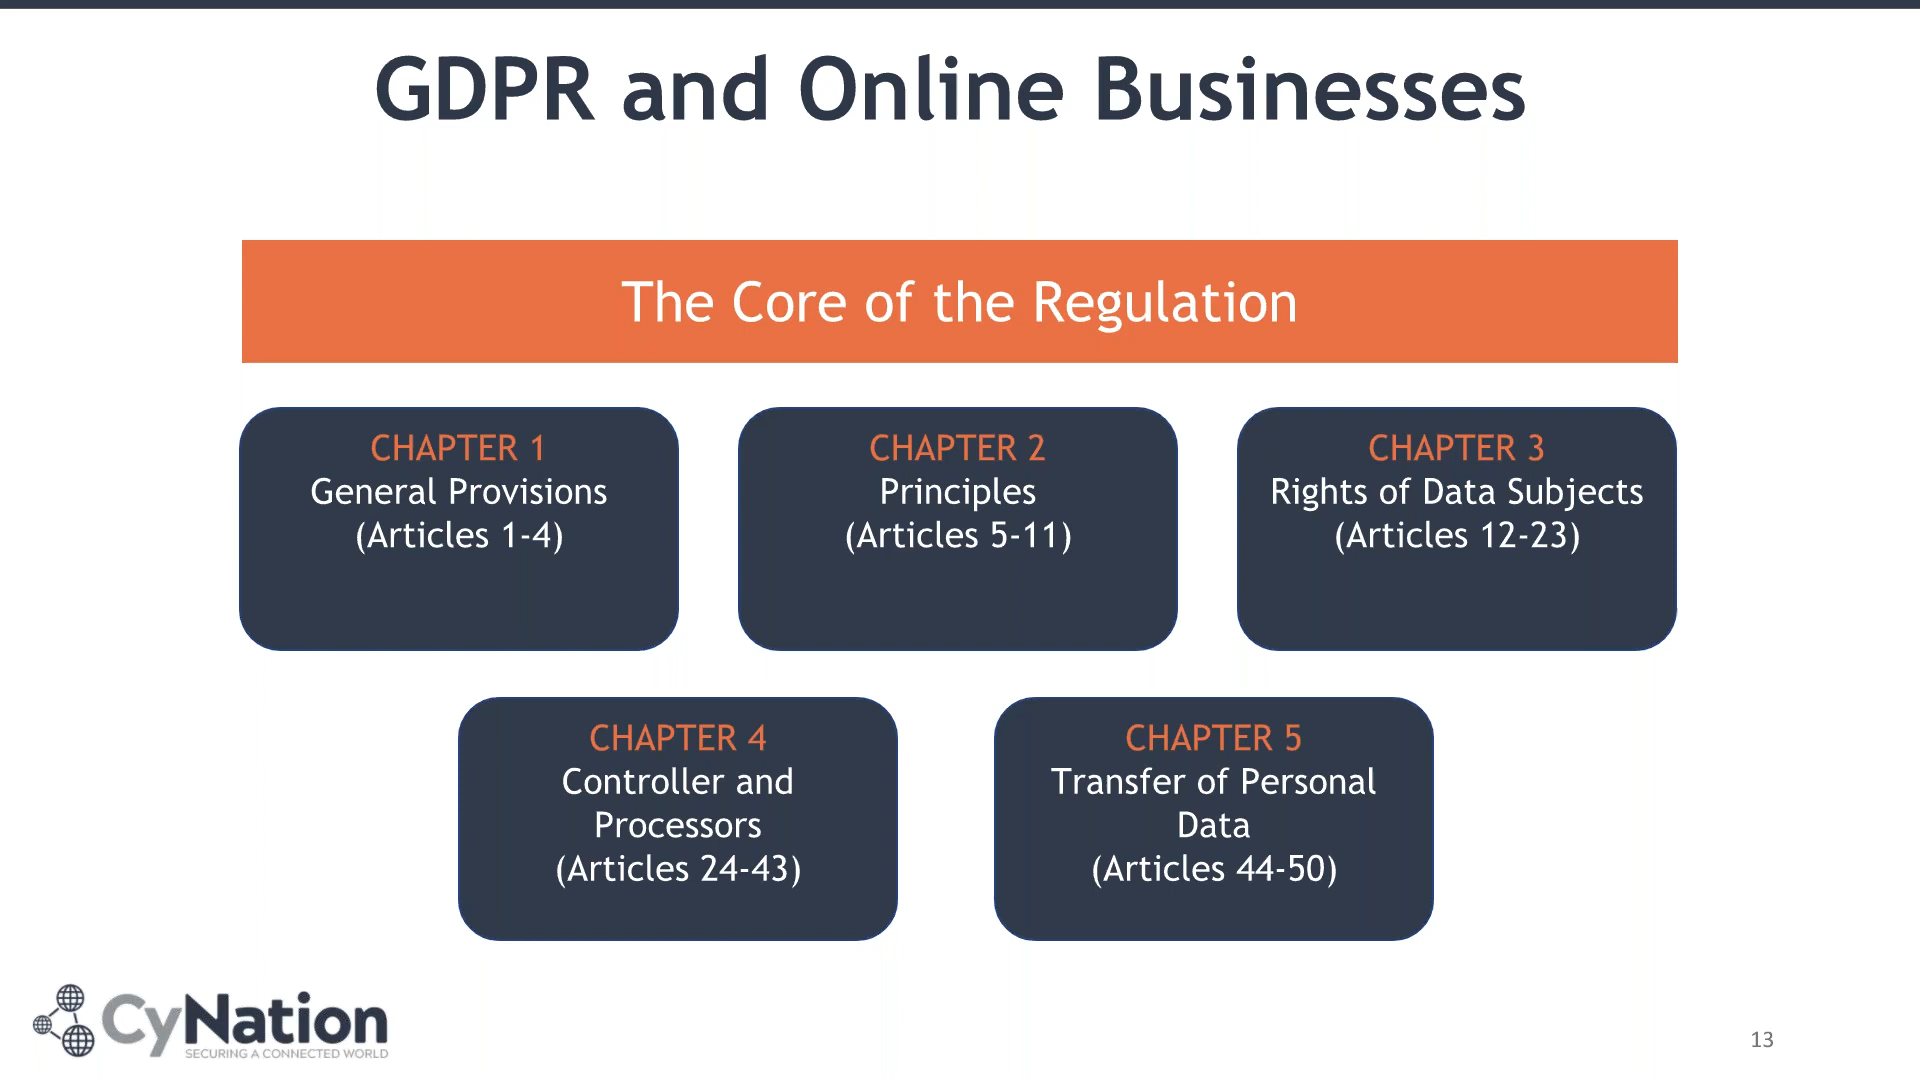 GDPR and Online Businesses
The Core of the Regulation
CHAPTER 1
General Provisions
(Articles 1-4)
CHAPTER 2
Principles
(Articles 5-11)
CHAPTER 3
Rights of Data Subjects
(Articles 12-23)
CHAPTER 4
Controller and
Processors
(Articles 24-43)
CHAPTER 5
Transfer of Personal
Data
(Articles 44-50)
CyNation
SECURING A CONNECTED WORLD
13